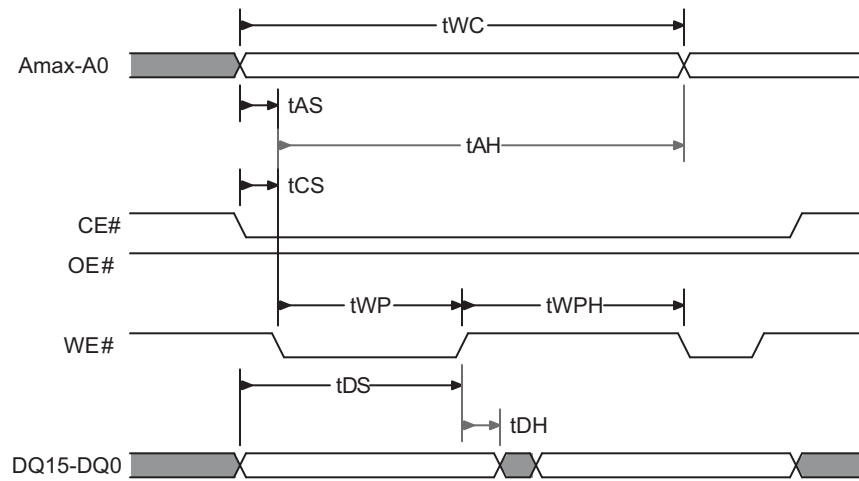 tWC
Amax-A0
tAS
tAH
tCS
CE#
OE#
tWP
tWPH
WE#
tDS
tDH
DQ15-DQ0